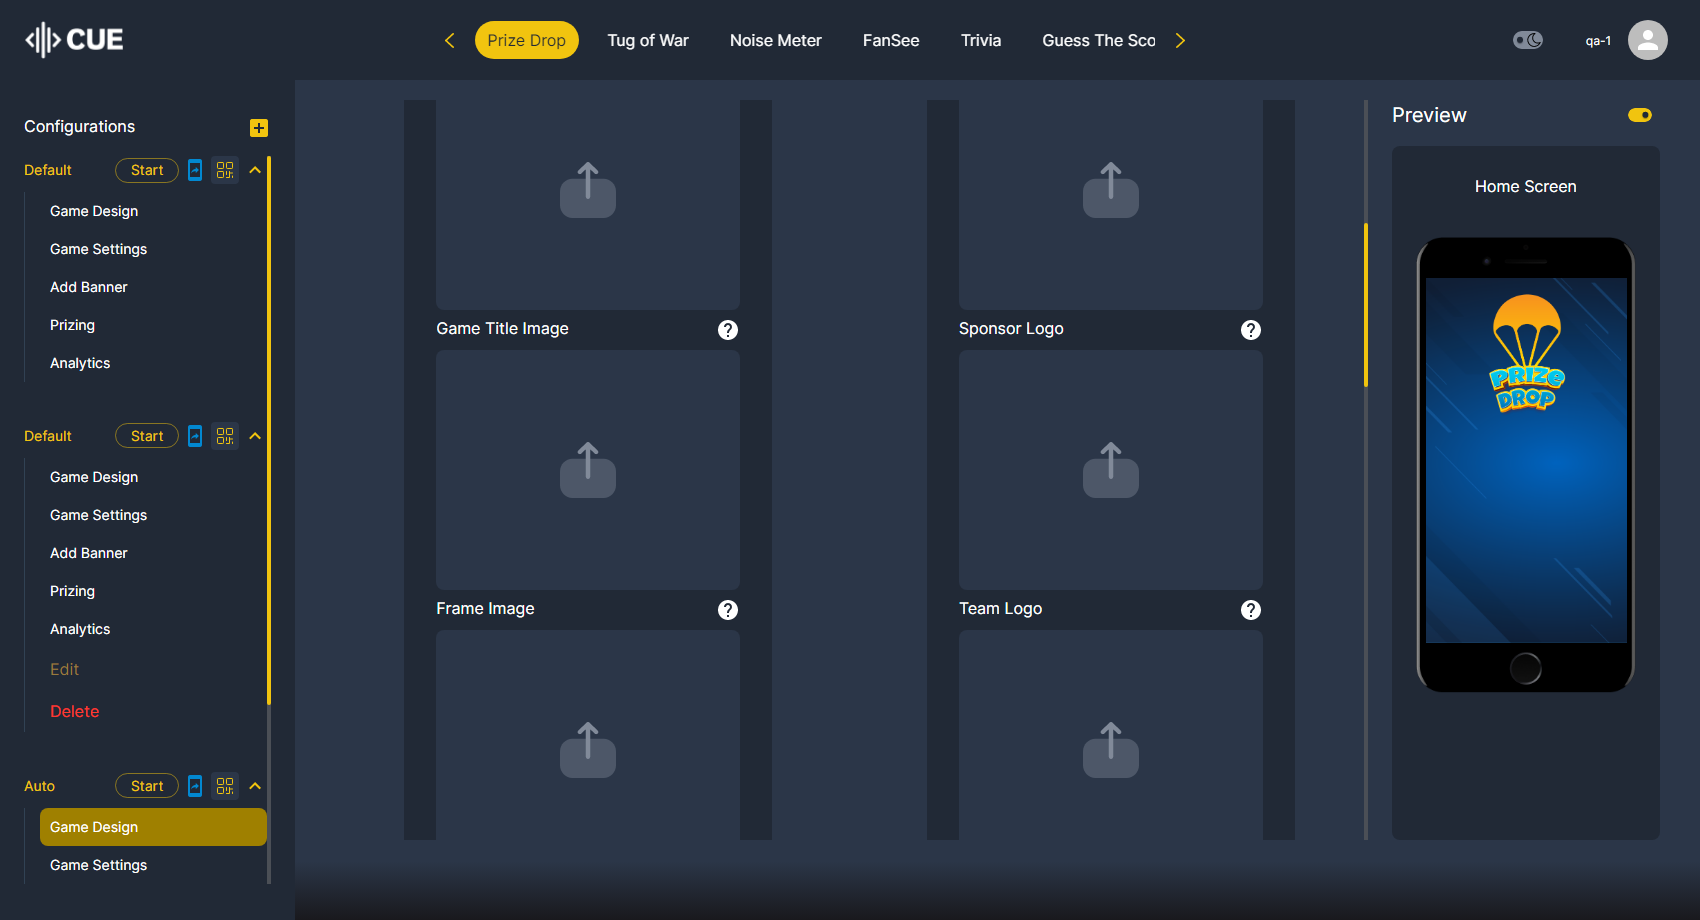 CUE
Prize Drop
Tug of War
Noise Meter
FanSee
Trivia
Guess The Sco
qa-1
Configurations
Default
Start
Game Design
Game Settings
Add Banner
Prizing
Analytics
Default
Start
Game Design
Game Settings
Add Banner
Prizing
Analytics
Edit
Delete
Auto
Start
Game Design
Game Settings
Game Title Image
?
Sponsor Logo
?
Frame Image
?
Team Logo
?
Preview
Home Screen
PRIZE
DROP